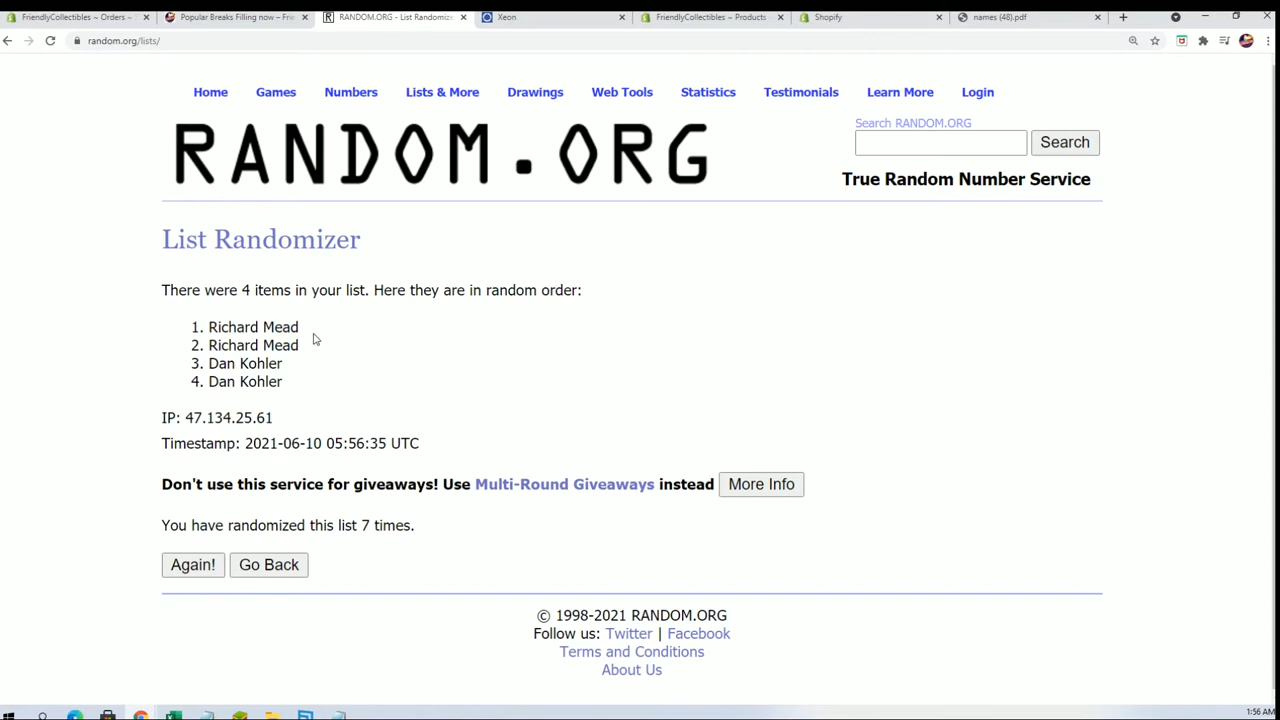 FriendlyCollectibles ~ Orders ~
Popular Breaks Filling now – Frie
RANDOM.ORG - List Randomizer
Xeon
FriendlyCollectibles ~ Products
Shopify
names (48).pdf
random.org/lists/
Home Games Numbers Lists & More Drawings Web Tools Statistics Testimonials Learn More Login
RANDOM.ORG
Search RANDOM.ORG
Search
True Random Number Service
List Randomizer
There were 4 items in your list. Here they are in random order:
1. Richard Mead
2. Richard Mead
3. Dan Kohler
4. Dan Kohler
IP: 47.134.25.61
Timestamp: 2021-06-10 05:56:35 UTC
Don't use this service for giveaways! Use Multi-Round Giveaways instead More Info
You have randomized this list 7 times.
Again! Go Back
© 1998-2021 RANDOM.ORG
Follow us: Twitter | Facebook
Terms and Conditions
About Us
1:56 AM